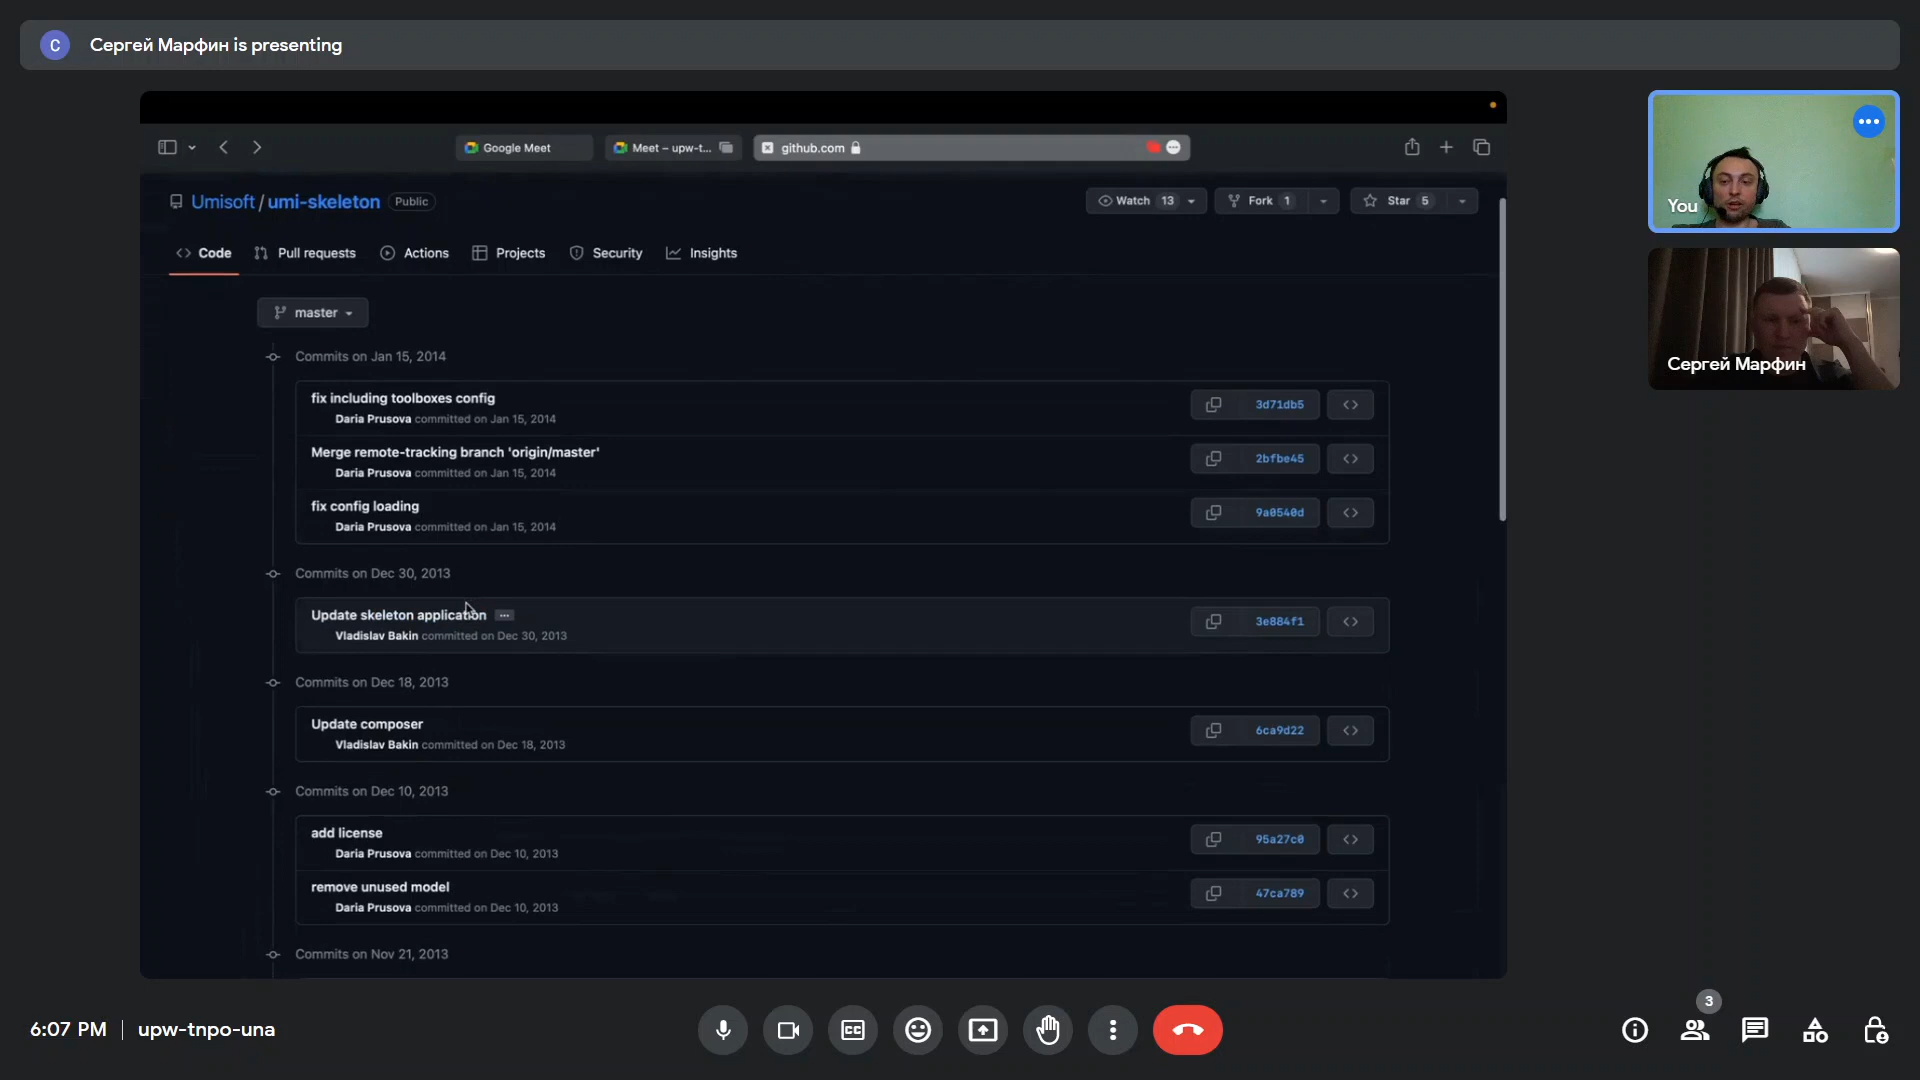 C Сергей Марфин is presenting
Google Meet
Meet – upw-t...
github.com
Umisoft / umi-skeleton Public
Watch 13
Fork 1
Star 5
Code
Pull requests
Actions
Projects
Security
Insights
master
Commits on Jan 15, 2014
fix including toolboxes config
3d71db5
Daria Prusova committed on Jan 15, 2014
Merge remote-tracking branch 'origin/master'
2bfbe45
Daria Prusova committed on Jan 15, 2014
fix config loading
9a0540d
Daria Prusova committed on Jan 15, 2014
Commits on Dec 30, 2013
Update skeleton application ...
3e884f1
Vladislav Bakin committed on Dec 30, 2013
Commits on Dec 18, 2013
Update composer
6ca9d22
Vladislav Bakin committed on Dec 18, 2013
Commits on Dec 10, 2013
add license
95a27c0
Daria Prusova committed on Dec 10, 2013
remove unused model
47ca789
Daria Prusova committed on Dec 10, 2013
Commits on Nov 21, 2013
You
Сергей Марфин
6:07 PM | upw-tnpo-una
CC
3